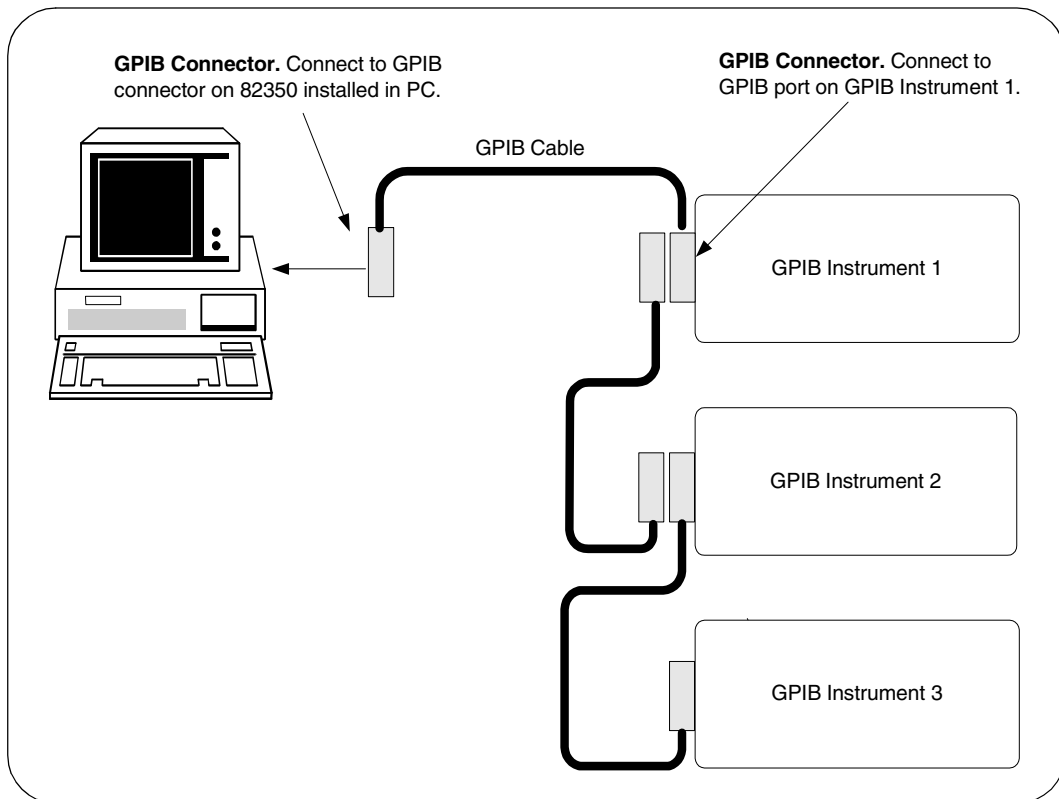 GPIB Connector. Connect to GPIB
connector on 82350 installed in PC.
GPIB Connector. Connect to
GPIB port on GPIB Instrument 1.
GPIB Cable
GPIB Instrument 1
GPIB Instrument 2
GPIB Instrument 3